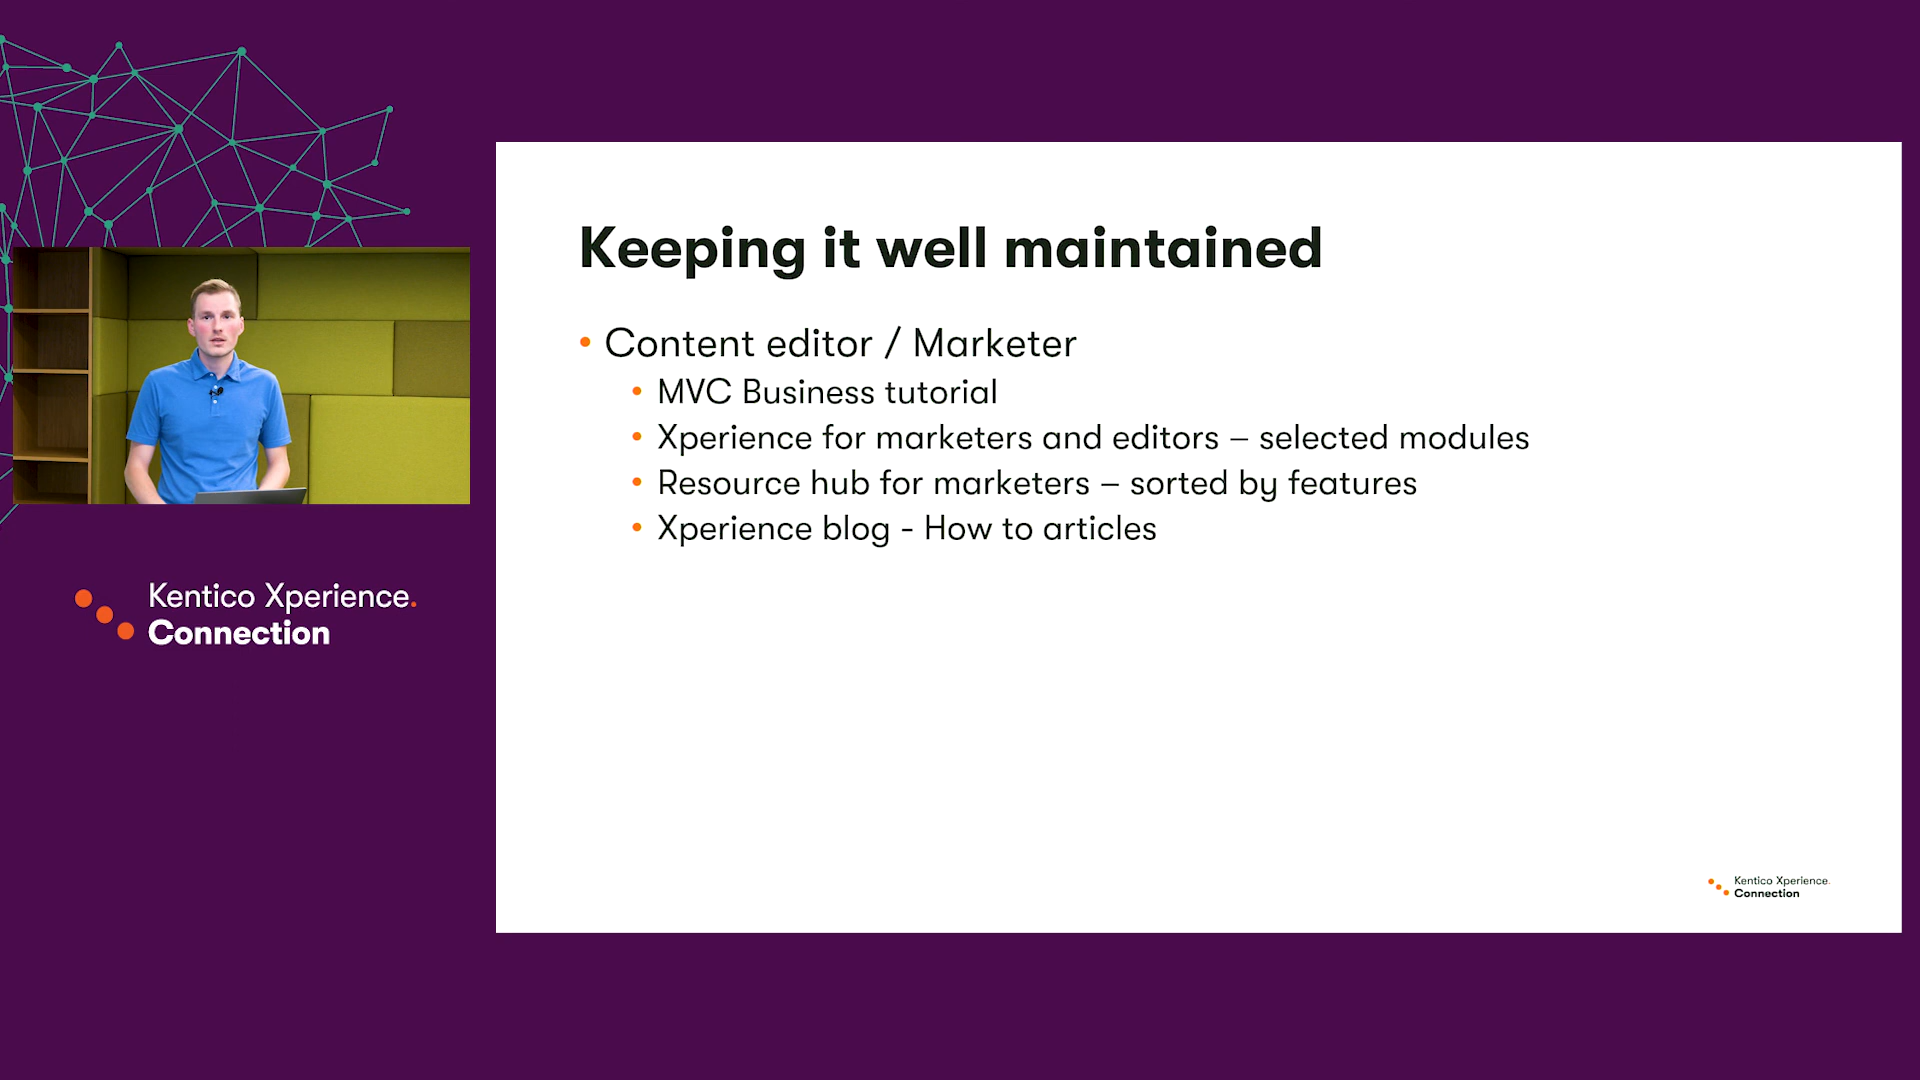 Keeping it well maintained
• Content editor / Marketer
• MVC Business tutorial
• Xperience for marketers and editors – selected modules
• Resource hub for marketers – sorted by features
• Xperience blog - How to articles
Kentico Xperience.
Connection
Kentico Xperience.
Connection